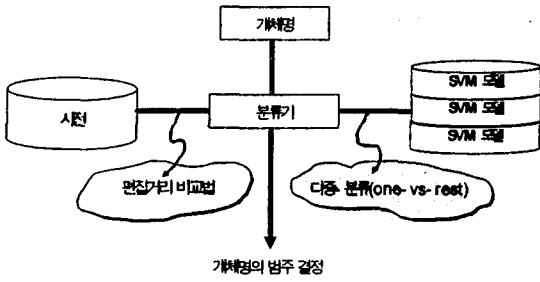 개체명
사전
분류기
SVM 모델
SVM 모델
SVM 모델
편집거리 비교법
다중- 분류(one- vs- rest)
개체명의 범주 결정